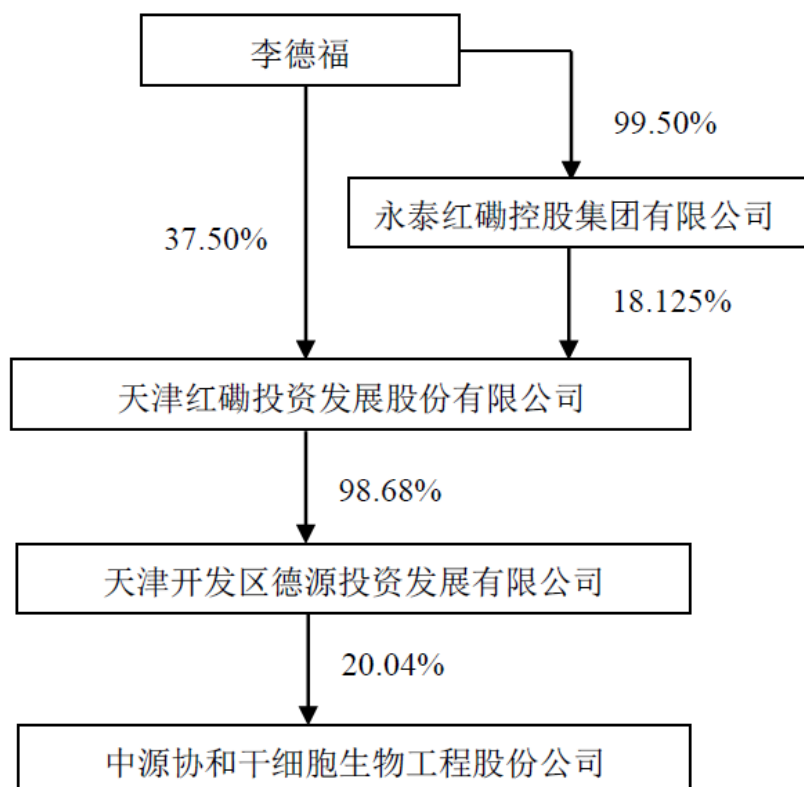 李德福
99.50%
永泰红磡控股集团有限公司
37.50%
18.125%
天津红磡投资发展股份有限公司
98.68%
天津开发区德源投资发展有限公司
20.04%
中源协和干细胞生物工程股份公司